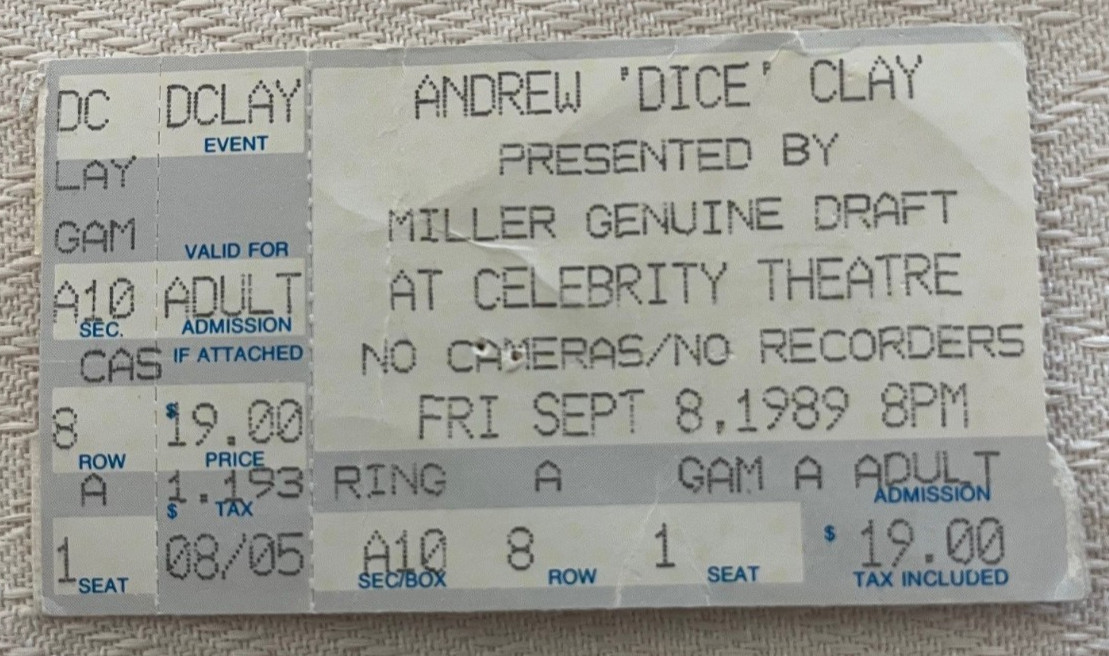 DC DCLAY
EVENT
LAY
GAM
VALID FOR
A10 ADULT
SEC. ADMISSION
CAS IF ATTACHED
8 $19.00
ROW PRICE
A 1.193
$ TAX
1 08/05
SEAT
ANDREW 'DICE' CLAY
PRESENTED BY
MILLER GENUINE DRAFT
AT CELEBRITY THEATRE
NO CAMERAS/NO RECORDERS
FRI SEPT 8,1989 8PM
RING A GAM A ADULT
ADMISSION
A10 8 1 $ 19.00
SEC/BOX ROW SEAT TAX INCLUDED